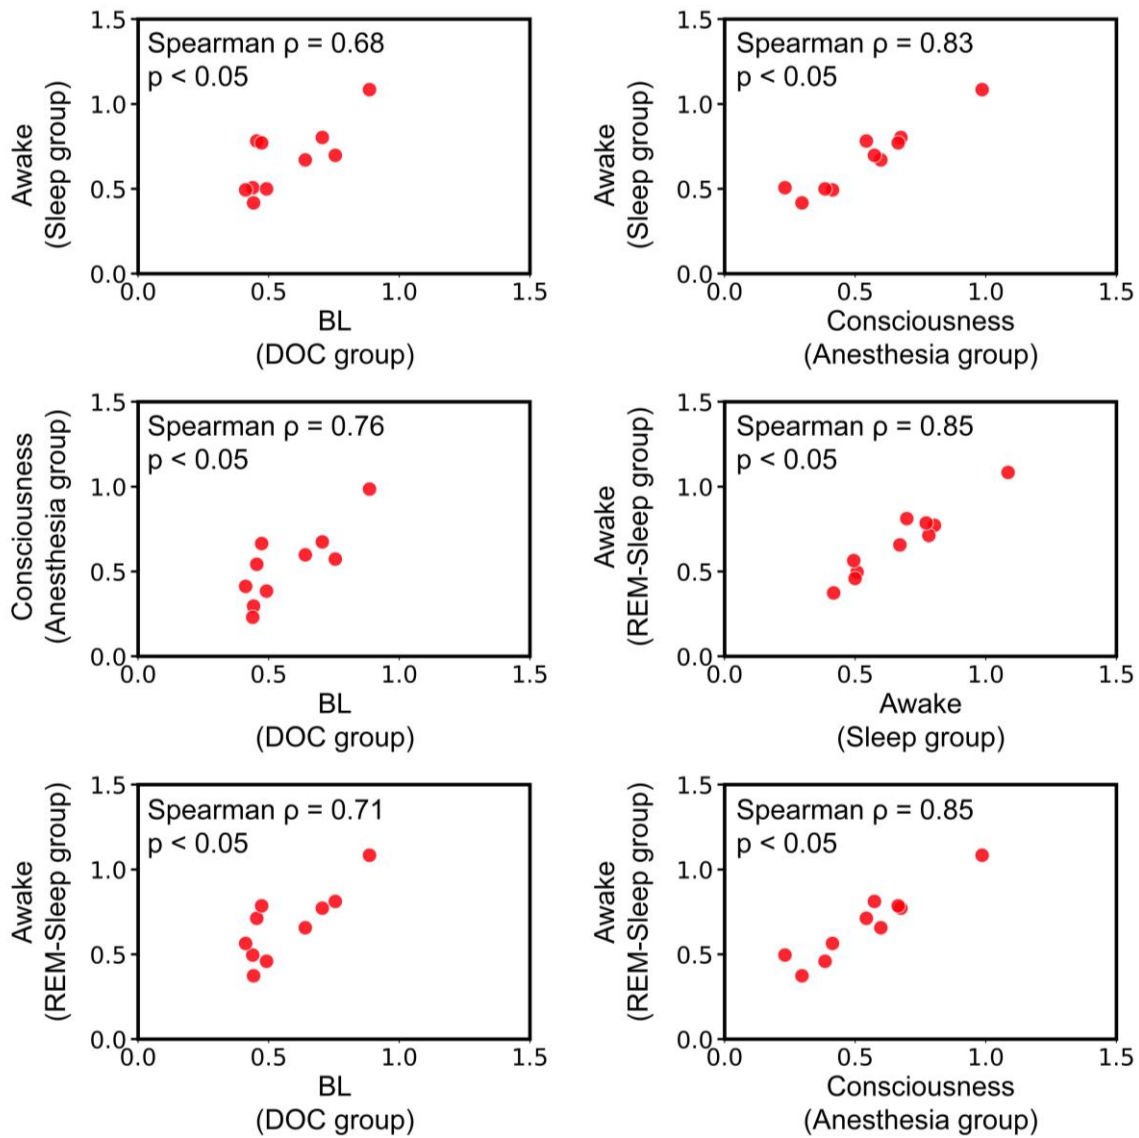 Spearman ρ = 0.68
p < 0.05
Awake
(Sleep group)
1.5
1.0
0.5
0.0
0.0 0.5 1.0 1.5
BL
(DOC group)
Spearman ρ = 0.83
p < 0.05
Awake
(Sleep group)
1.5
1.0
0.5
0.0
0.0 0.5 1.0 1.5
Consciousness
(Anesthesia group)
Spearman ρ = 0.76
p < 0.05
Consciousness
(Anesthesia group)
1.5
1.0
0.5
0.0
0.0 0.5 1.0 1.5
BL
(DOC group)
Spearman ρ = 0.85
p < 0.05
Awake
(REM-Sleep group)
1.5
1.0
0.5
0.0
0.0 0.5 1.0 1.5
Awake
(Sleep group)
Spearman ρ = 0.71
p < 0.05
Awake
(REM-Sleep group)
1.5
1.0
0.5
0.0
0.0 0.5 1.0 1.5
BL
(DOC group)
Spearman ρ = 0.85
p < 0.05
Awake
(REM-Sleep group)
1.5
1.0
0.5
0.0
0.0 0.5 1.0 1.5
Consciousness
(Anesthesia group)